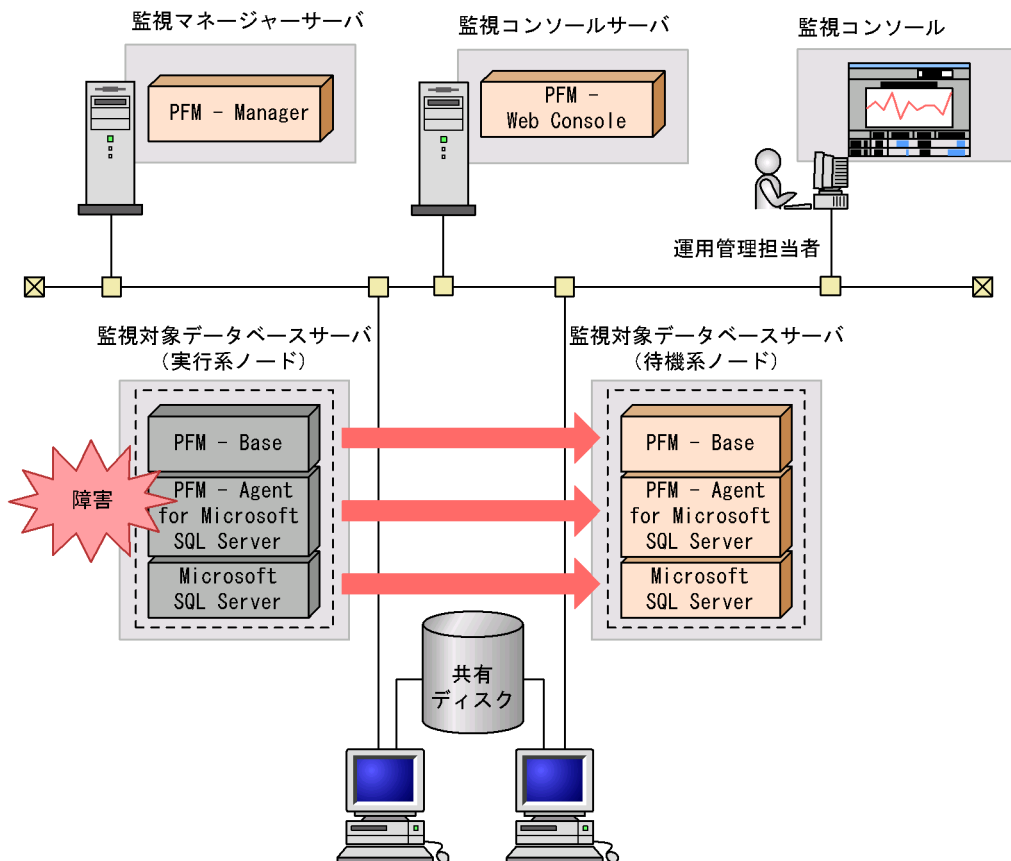 監視マネージャーサーバ
監視コンソールサーバ
監視コンソール
PFM - Manager
PFM -
Web Console
運用管理担当者
監視対象データベースサーバ
(実行系ノード)
監視対象データベースサーバ
(待機系ノード)
障害
PFM - Base
PFM - Agent
for Microsoft
SQL Server
Microsoft
SQL Server
PFM - Base
PFM - Agent
for Microsoft
SQL Server
Microsoft
SQL Server
共有
ディスク